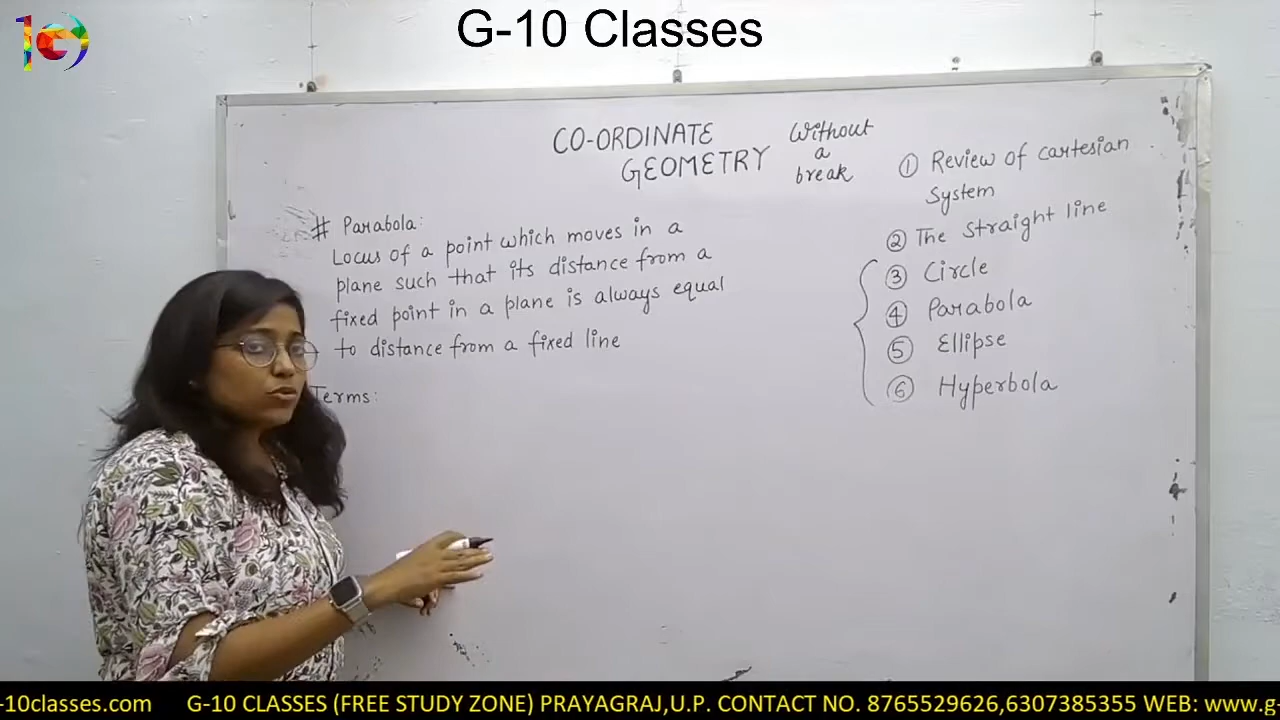 G-10 Classes
CO-ORDINATE
GEOMETRY
Without
a
break
① Review of cartesian
System
② The Straight line
③ Circle
④ Parabola
⑤ Ellipse
⑥ Hyperbola
# Parabola:
Locus of a point which moves in a
plane such that its distance from a
fixed point in a plane is always equal
to distance from a fixed line
Terms:
-10classes.com G-10 CLASSES (FREE STUDY ZONE) PRAYAGRAJ,U.P. CONTACT NO. 8765529626,6307385355 WEB: www.g-